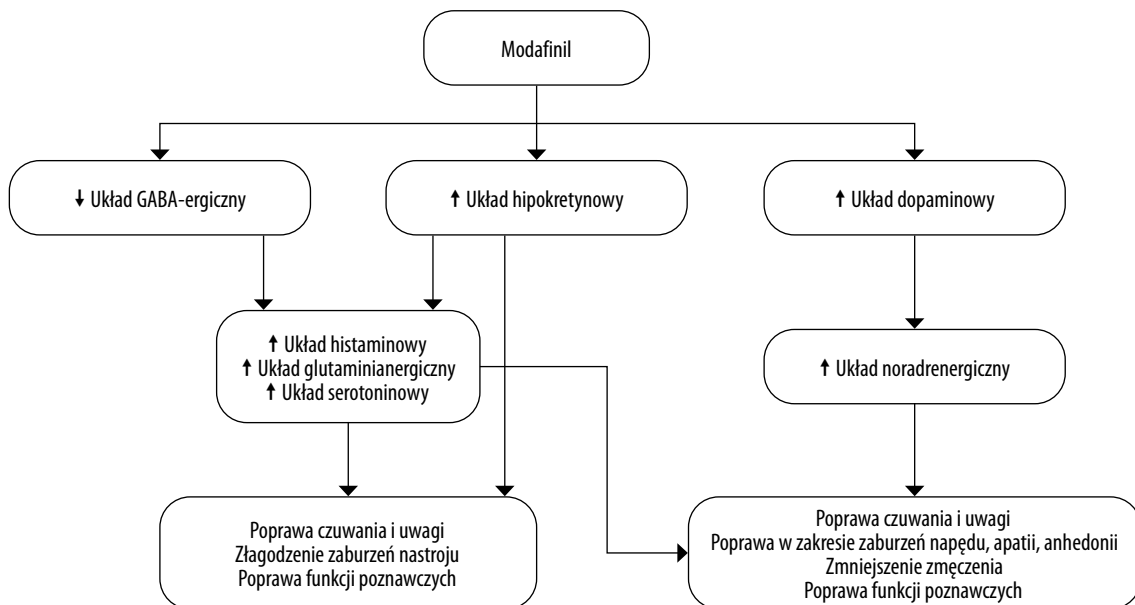 Modafinil
↓ Układ GABA-ergiczny
↑ Układ hipokretynowy
↑ Układ dopaminowy
↑ Układ histaminowy
↑ Układ glutaminianergiczny
↑ Układ serotoninowy
↑ Układ noradrenergiczny
Poprawa czuwania i uwagi
Złagodzenie zaburzeń nastroju
Poprawa funkcji poznawczych
Poprawa czuwania i uwagi
Poprawa w zakresie zaburzeń napędu, apatii, anhedonii
Zmniejszenie zmęczenia
Poprawa funkcji poznawczych